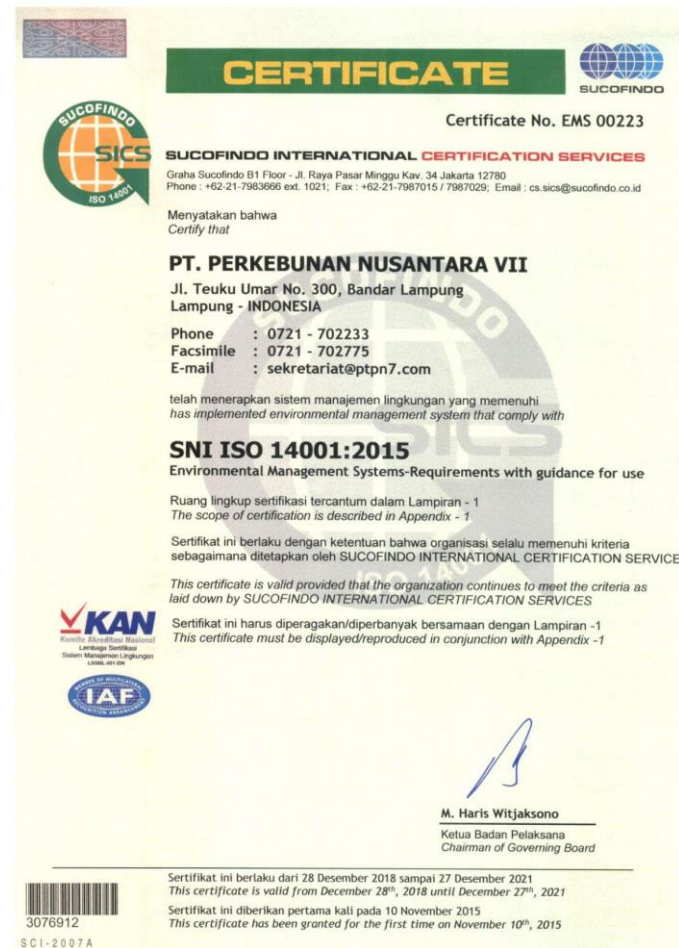 CERTIFICATE
SUCOFINDO
Certificate No. EMS 00223
SUCOFINDO
SICS
ISO 14001
SUCOFINDO INTERNATIONAL CERTIFICATION SERVICES
Graha Sucofindo B1 Floor - Jl. Raya Pasar Minggu Kav. 34 Jakarta 12780
Phone : +62-21-7983666 ext. 1021; Fax : +62-21-7987015 / 7987029; Email : cs.sics@sucofindo.co.id
Menyatakan bahwa
Certify that
PT. PERKEBUNAN NUSANTARA VII
Jl. Teuku Umar No. 300, Bandar Lampung
Lampung - INDONESIA
Phone : 0721 - 702233
Facsimile : 0721 - 702775
E-mail : sekretariat@ptpn7.com
telah menerapkan sistem manajemen lingkungan yang memenuhi
has implemented environmental management system that comply with
SNI ISO 14001:2015
Environmental Management Systems-Requirements with guidance for use
Ruang lingkup sertifikasi tercantum dalam Lampiran - 1
The scope of certification is described in Appendix - 1
Sertifikat ini berlaku dengan ketentuan bahwa organisasi selalu memenuhi kriteria
sebagaimana ditetapkan oleh SUCOFINDO INTERNATIONAL CERTIFICATION SERVICE
This certificate is valid provided that the organization continues to meet the criteria as
laid down by SUCOFINDO INTERNATIONAL CERTIFICATION SERVICES
Sertifikat ini harus diperagakan/diperbanyak bersamaan dengan Lampiran -1
This certificate must be displayed/reproduced in conjunction with Appendix -1
KAN
Komite Akreditasi Nasional
Lembaga Sertifikasi
Sistem Manajemen Lingkungan
MEMBER OF MULTILATERAL
IAF
RECOGNITION ARRANGEMENT
M. Haris Witjaksono
Ketua Badan Pelaksana
Chairman of Governing Board
Sertifikat ini berlaku dari 28 Desember 2018 sampai 27 Desember 2021
This certificate is valid from December 28th, 2018 until December 27th, 2021
Sertifikat ini diberikan pertama kali pada 10 November 2015
This certificate has been granted for the first time on November 10th, 2015
3076912
SCI-2007A